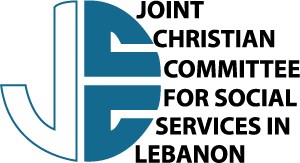 JOINT
CHRISTIAN
COMMITTEE
FOR SOCIAL
SERVICES IN
LEBANON